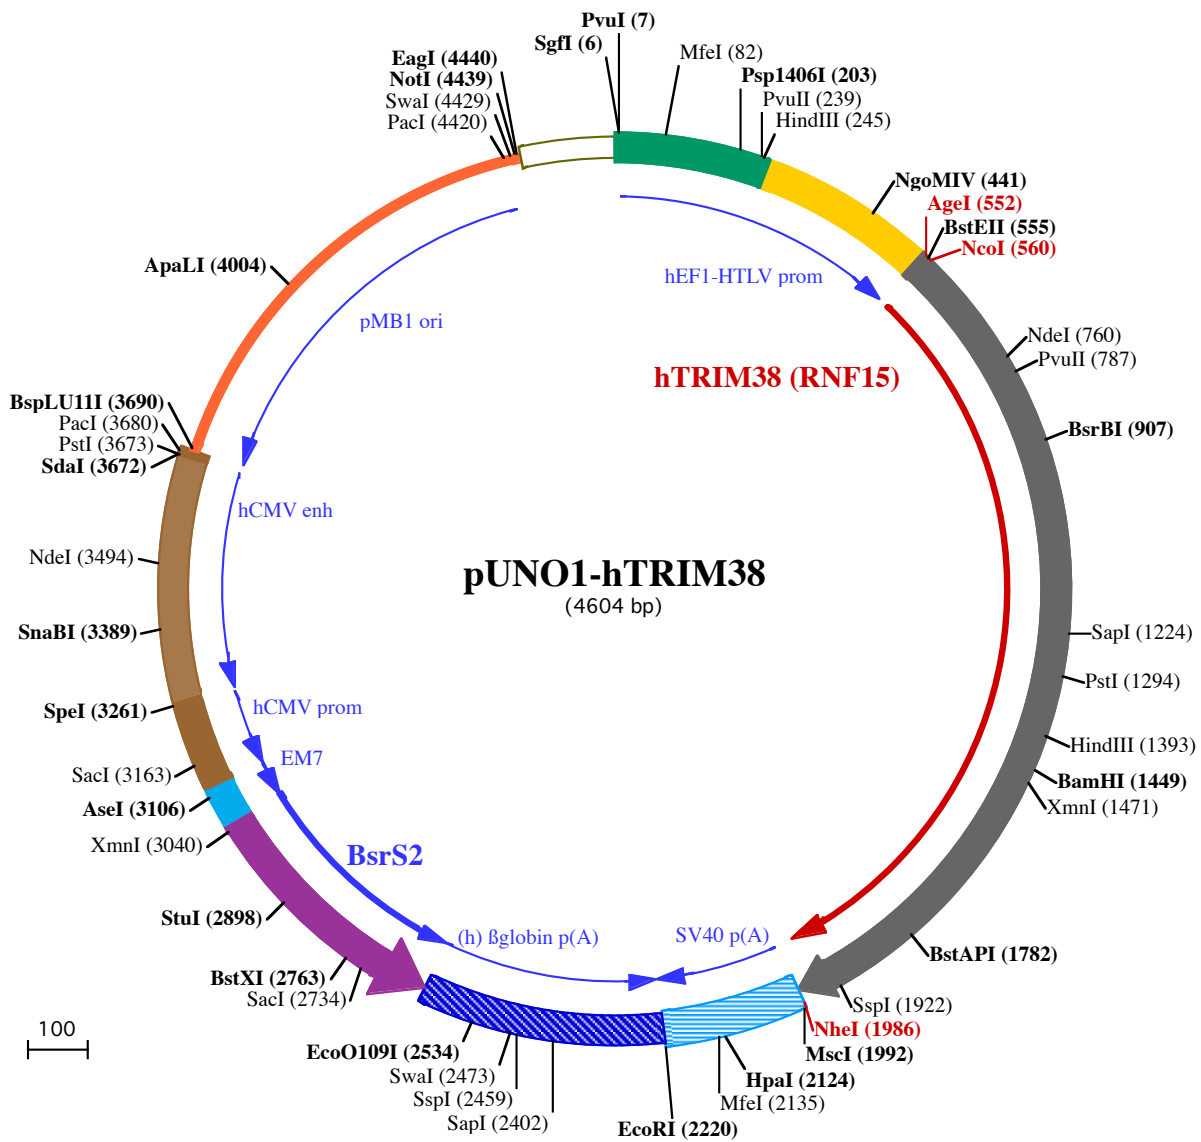 PvuI (7)
SgfI (6)
MfeI (82)
EagI (4440)
NotI (4439)
Psp1406I (203)
SwaI (4429)
PvuII (239)
PacI (4420)
HindIII (245)
NgoMIV (441)
AgeI (552)
BstEII (555)
NcoI (560)
ApaLI (4004)
hEF1-HTLV prom
pMB1 ori
NdeI (760)
PvuII (787)
hTRIM38 (RNF15)
BspLU11I (3690)
PacI (3680)
PstI (3673)
SdaI (3672)
BsrBI (907)
hCMV enh
NdeI (3494)
pUNO1-hTRIM38
(4604 bp)
SnaBI (3389)
SapI (1224)
PstI (1294)
SpeI (3261)
hCMV prom
HindIII (1393)
EM7
SacI (3163)
BamHI (1449)
AseI (3106)
XmnI (1471)
XmnI (3040)
BsrS2
StuI (2898)
(h) ßglobin p(A)
SV40 p(A)
BstAPI (1782)
BstXI (2763)
SacI (2734)
SspI (1922)
NheI (1986)
100
EcoO109I (2534)
MscI (1992)
SwaI (2473)
HpaI (2124)
SspI (2459)
MfeI (2135)
SapI (2402)
EcoRI (2220)